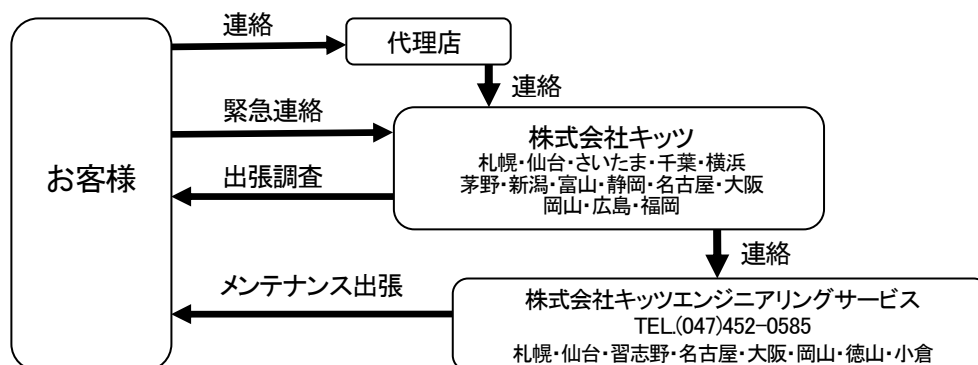 連絡
代理店
連絡
緊急連絡
株式会社キッツ
札幌・仙台・さいたま・千葉・横浜
茅野・新潟・富山・静岡・名古屋・大阪
岡山・広島・福岡
お客様
出張調査
連絡
メンテナンス出張
株式会社キッツエンジニアリングサービス
TEL.(047)452-0585
札幌・仙台・習志野・名古屋・大阪・岡山・徳山・小倉